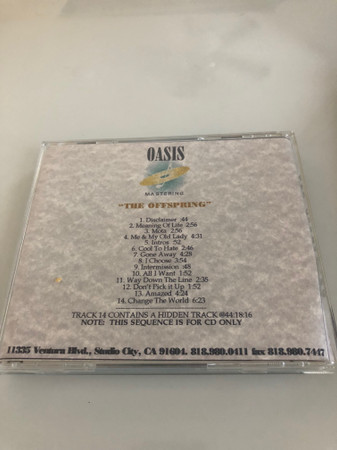 OASIS
MASTERING
"THE OFFSPRING"
1. Disclaimer :44
2. Meaning Of Life 2:56
3. Mota 2:56
4. Me & My Old Lady 4:31
5. Intros :52
6. Cool To Hate 2:46
7. Gone Away 4:28
8. I Choose 3:54
9. Intermission :48
10. All I Want 1:52
11. Way Down The Line 2:35
12. Don't Pick it Up 1:52
13. Amazed 4:24
14. Change The World 6:23
TRACK 14 CONTAINS A HIDDEN TRACK @44:18:16
NOTE: THIS SEQUENCE IS FOR CD ONLY
11335 Ventura Blvd., Studio City, CA 91604. 818.980.0411 fax 818.980.7447